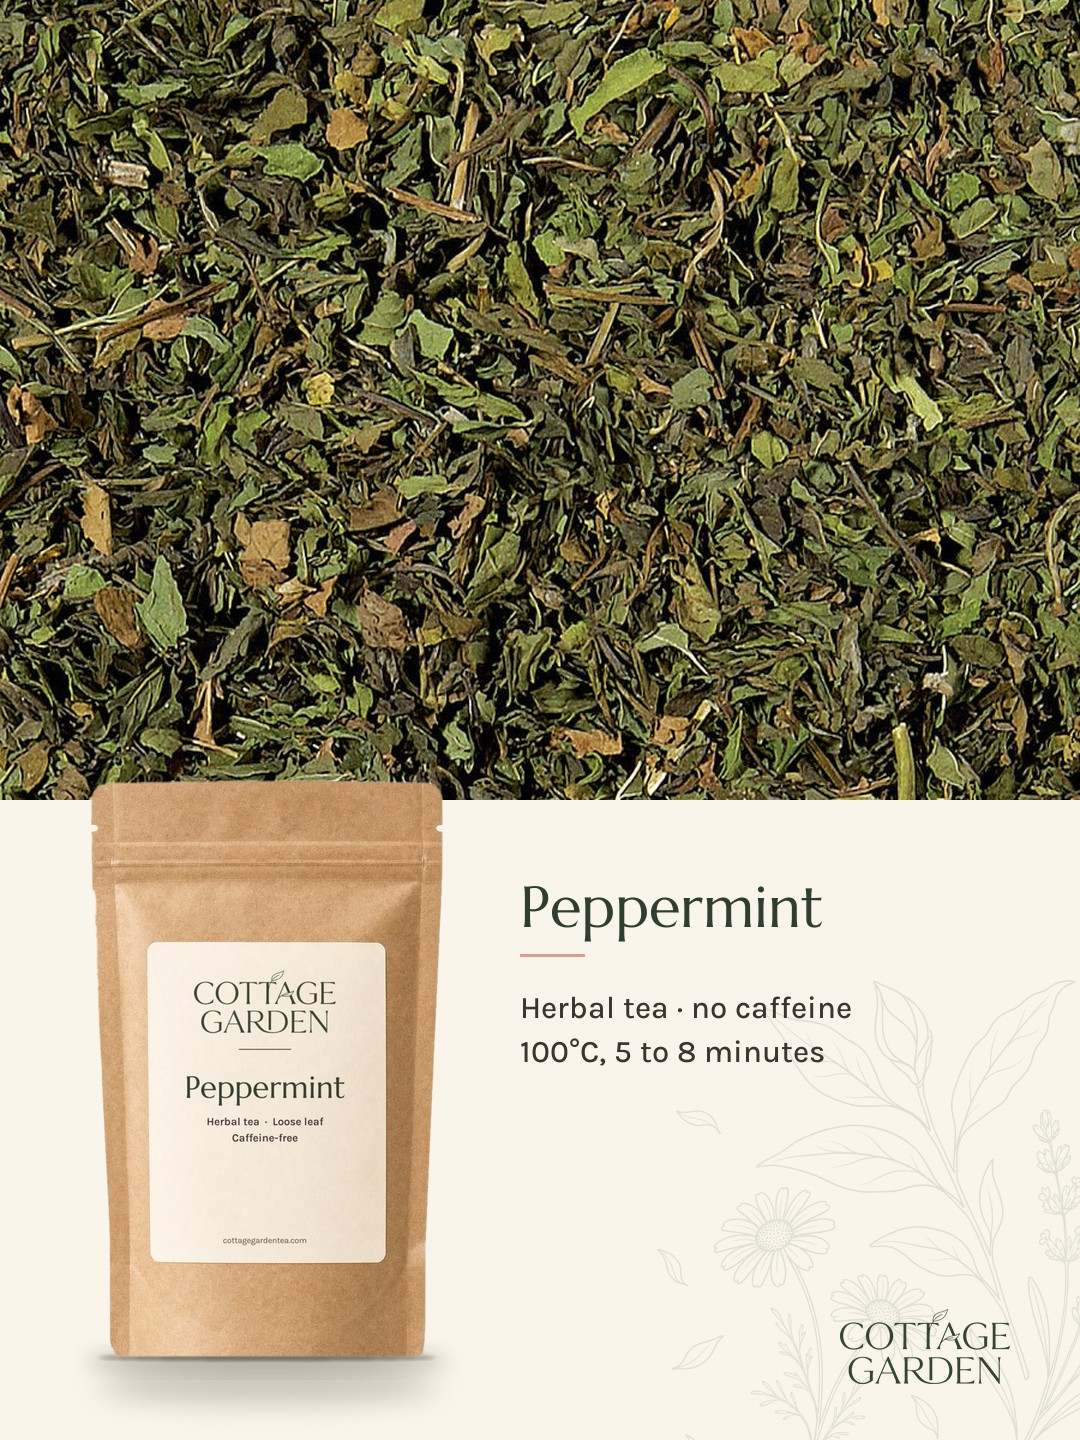 Peppermint
Herbal tea · no caffeine
100°C, 5 to 8 minutes
COTTAGE
GARDEN
Peppermint
Herbal tea · Loose leaf
Caffeine-free
cottagegardentea.com
COTTAGE
GARDEN